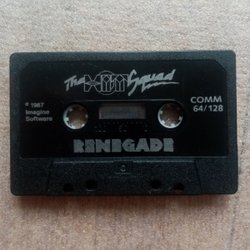 The Hit Squad
© 1987
Imagine
Software
COMM
64/128
RENEGADE